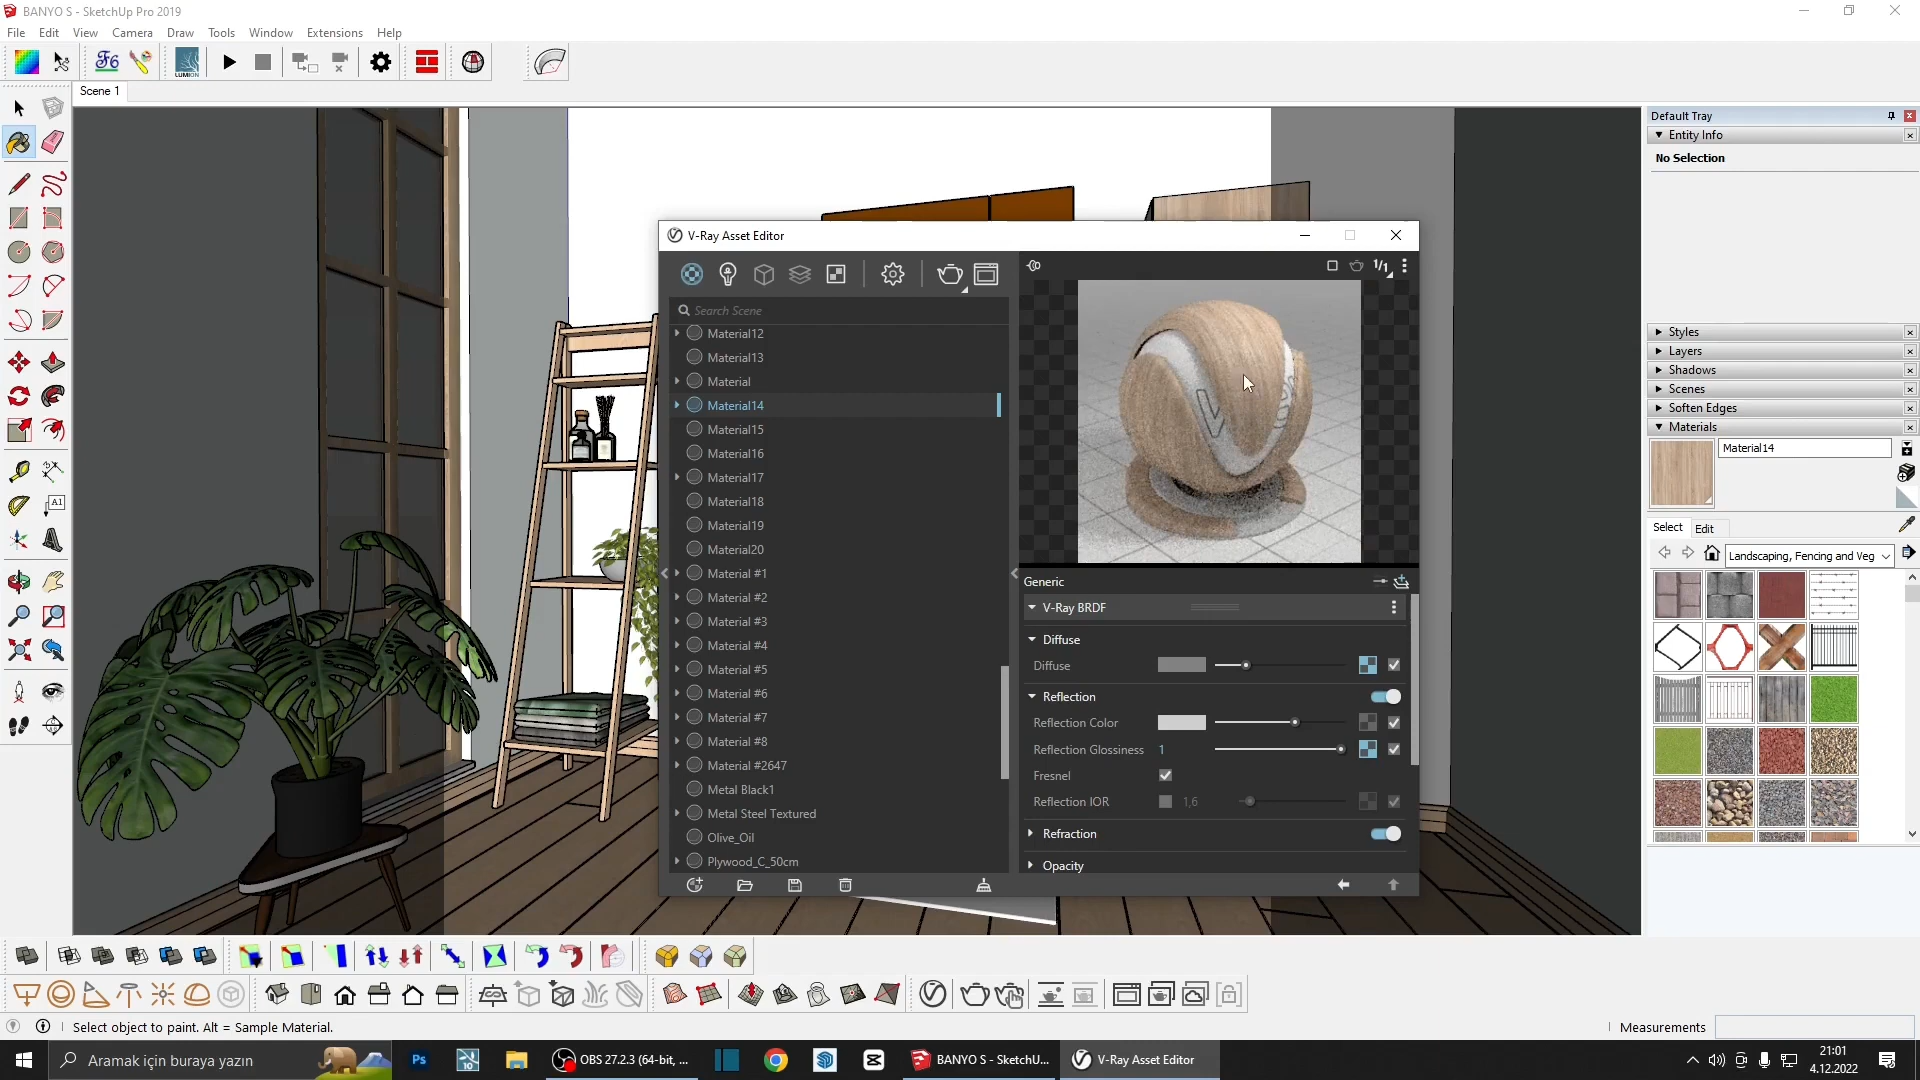 BANYO S - SketchUp Pro 2019
File Edit View Camera Draw Tools Window Extensions Help
LUMION
Scene 1
Default Tray
Entity Info
No Selection
Styles
Layers
Shadows
Scenes
Soften Edges
Materials
Material14
Select
Edit
Landscaping, Fencing and Veg
V-Ray Asset Editor
Search Scene
Material12
Material13
Material
Material14
Material15
Material16
Material17
Material18
Material19
Material20
Material #1
Material #2
Material #3
Material #4
Material #5
Material #6
Material #7
Material #8
Material #2647
Metal Black1
Metal Steel Textured
Olive_Oil
Plywood_C_50cm
1/1
Generic
V-Ray BRDF
Diffuse
Diffuse
Reflection
Reflection Color
Reflection Glossiness 1
Fresnel
Reflection IOR 1,6
Refraction
Opacity
Select object to paint. Alt = Sample Material.
Measurements
Aramak için buraya yazın
Ps
10
OBS 27.2.3 (64-bit, ...
BANYO S - SketchU...
V-Ray Asset Editor
21:01
4.12.2022